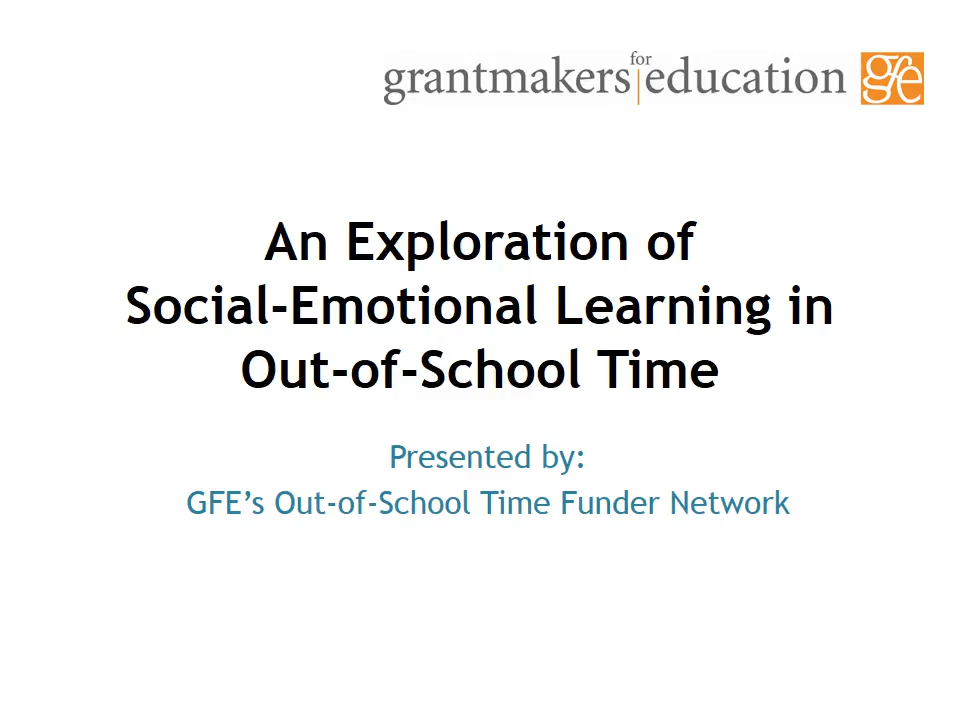 grantmakers for education gfe
An Exploration of
Social-Emotional Learning in
Out-of-School Time
Presented by:
GFE’s Out-of-School Time Funder Network